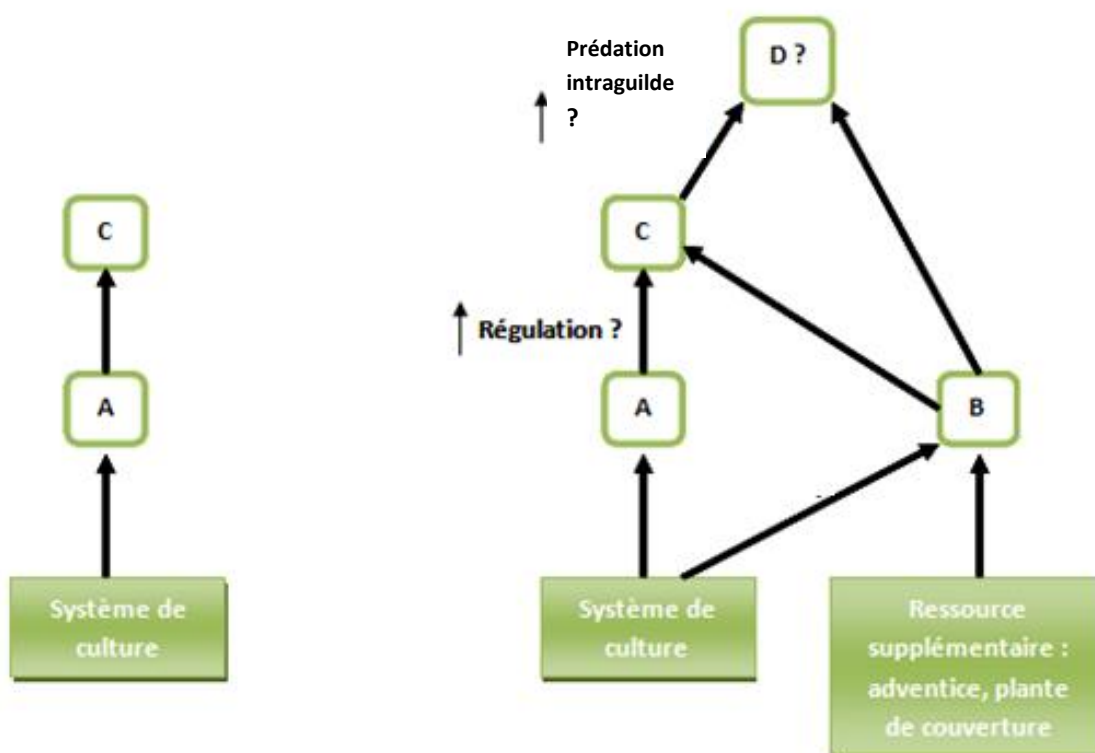 C
A
Système de
culture
Prédation
intraguilde
?
D ?
C
Régulation ?
A
B
Système de
culture
Ressource
supplémentaire :
adventice, plante
de couverture